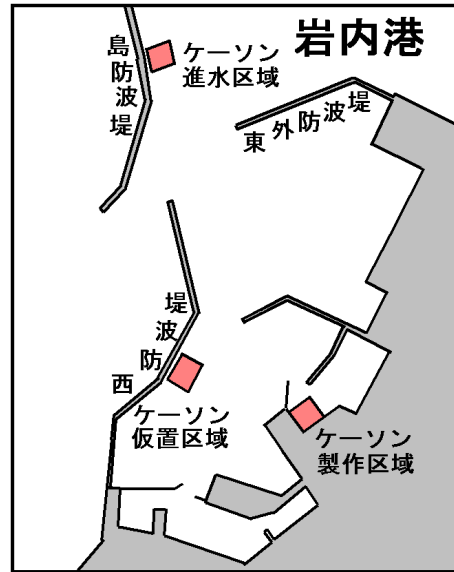 岩内港
島防波堤
ケーソン
進水区域
東外防波堤
西防波堤
ケーソン
仮置区域
ケーソン
製作区域